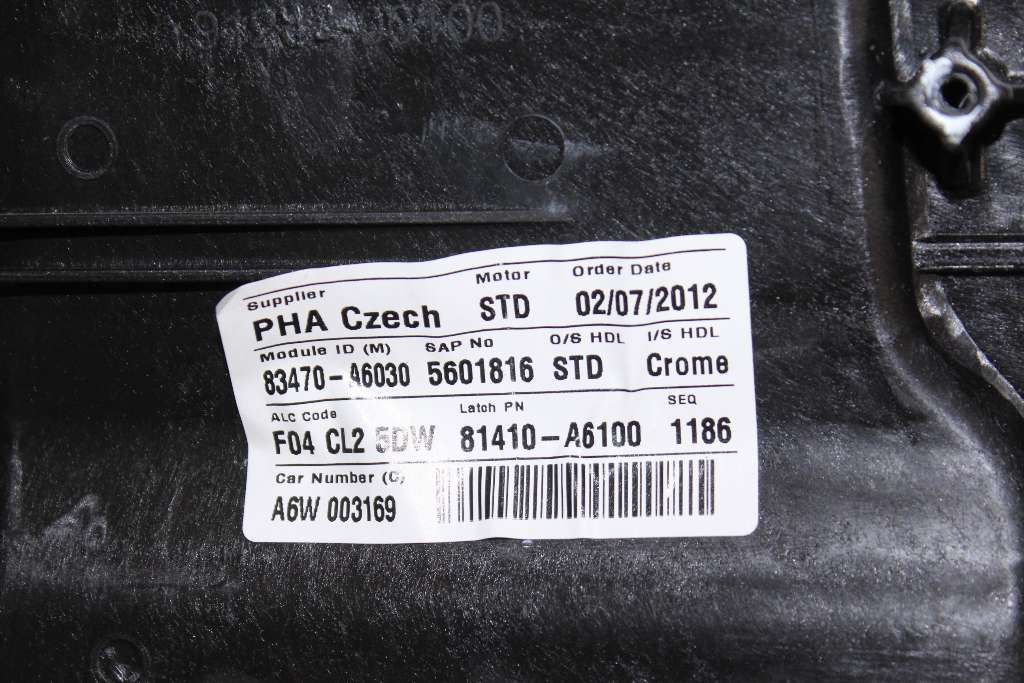 Supplier Motor Order Date
PHA Czech STD 02/07/2012
Module ID (M) SAP No O/S HDL I/S HDL
83470-A6030 5601816 STD Crome
ALC Code Latch PN SEQ
F04 CL2 5DW 81410-A6100 1186
Car Number (C)
A6W 003169